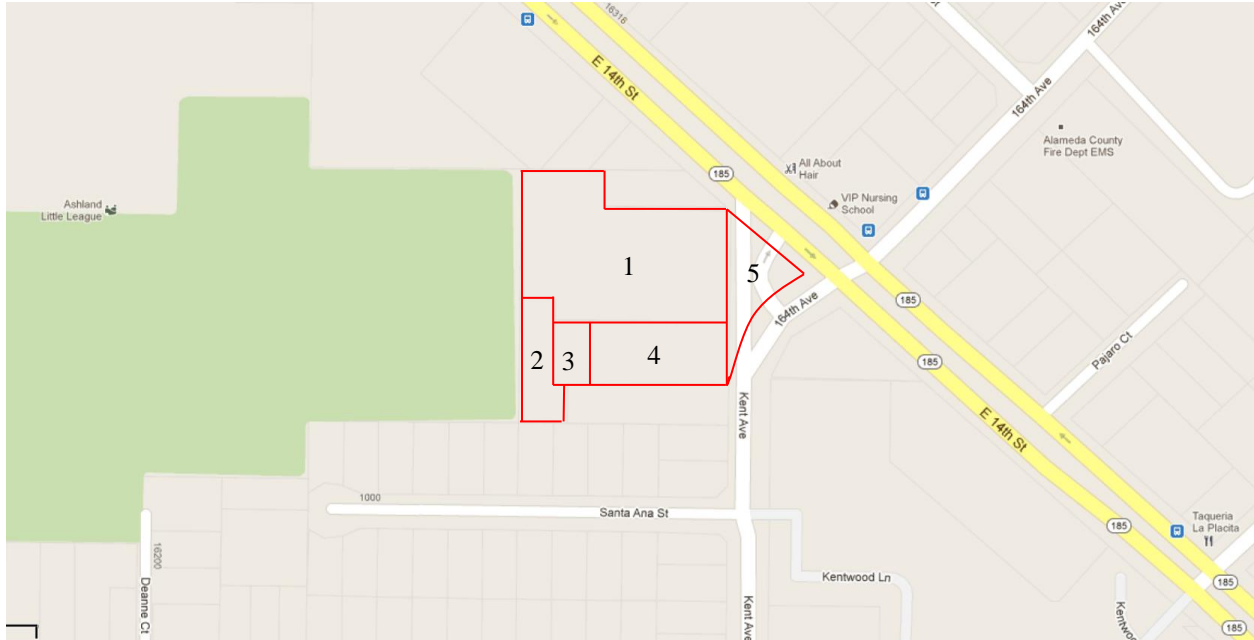 16318
164th Ave
E 14th St
164th Ave
Alameda County
Fire Dept EMS
All About
Hair
185
VIP Nursing
School
Ashland
Little League
1
5
185
164th Ave
2
3
4
185
Pajaro Ct
Kent Ave
E 14th St
1000
Santa Ana St
185
Taqueria
La Placita
16200
Deanne Ct
Kentwood Ln
185
Kent Ave
Kentwo
185